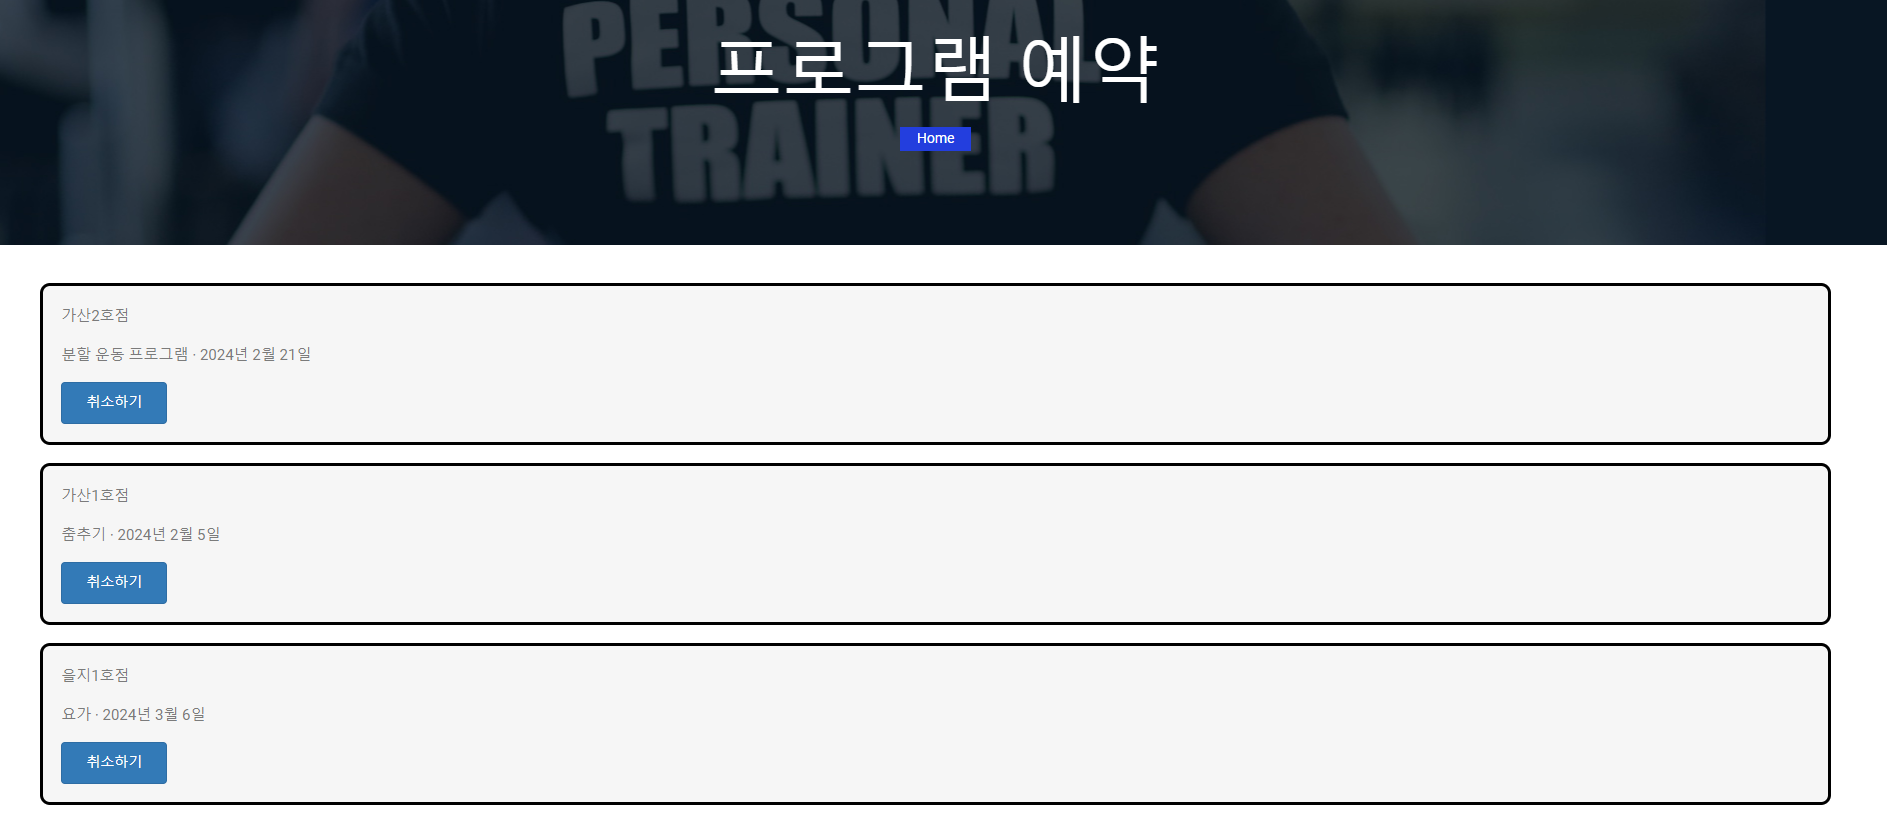 PERSONAL
TRAINER
프로그램 예약
Home
가산2호점
분할 운동 프로그램 · 2024년 2월 21일
취소하기
가산1호점
춤추기 · 2024년 2월 5일
취소하기
을지1호점
요가 · 2024년 3월 6일
취소하기